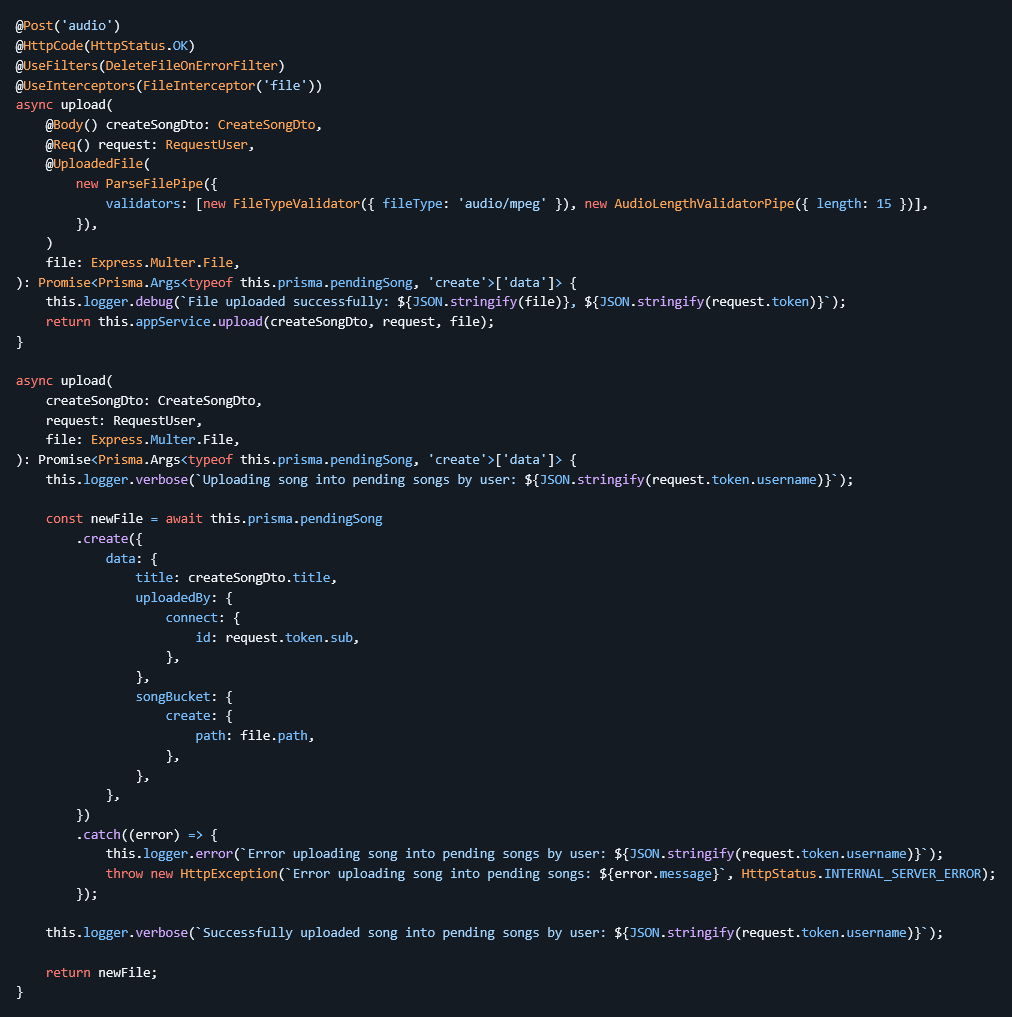 @Post('audio')
@HttpCode(HttpStatus.OK)
@UseFilters(DeleteFileOnErrorFilter)
@UseInterceptors(FileInterceptor('file'))
async upload(
    @Body() createSongDto: CreateSongDto,
    @Req() request: RequestUser,
    @UploadedFile(
        new ParseFilePipe({
            validators: [new FileTypeValidator({ fileType: 'audio/mpeg' }), new AudioLengthValidatorPipe({ length: 15 })],
        }),
    )
    file: Express.Multer.File,
): Promise<Prisma.Args<typeof this.prisma.pendingSong, 'create'>['data']> {
    this.logger.debug(`File uploaded successfully: ${JSON.stringify(file)}, ${JSON.stringify(request.token)}`);
    return this.appService.upload(createSongDto, request, file);
}

async upload(
    createSongDto: CreateSongDto,
    request: RequestUser,
    file: Express.Multer.File,
): Promise<Prisma.Args<typeof this.prisma.pendingSong, 'create'>['data']> {
    this.logger.verbose(`Uploading song into pending songs by user: ${JSON.stringify(request.token.username)}`);

    const newFile = await this.prisma.pendingSong
        .create({
            data: {
                title: createSongDto.title,
                uploadedBy: {
                    connect: {
                        id: request.token.sub,
                    },
                },
                songBucket: {
                    create: {
                        path: file.path,
                    },
                },
            },
        })
        .catch((error) => {
            this.logger.error(`Error uploading song into pending songs by user: ${JSON.stringify(request.token.username)}`);
            throw new HttpException(`Error uploading song into pending songs: ${error.message}`, HttpStatus.INTERNAL_SERVER_ERROR);
        });

    this.logger.verbose(`Successfully uploaded song into pending songs by user: ${JSON.stringify(request.token.username)}`);

    return newFile;
}